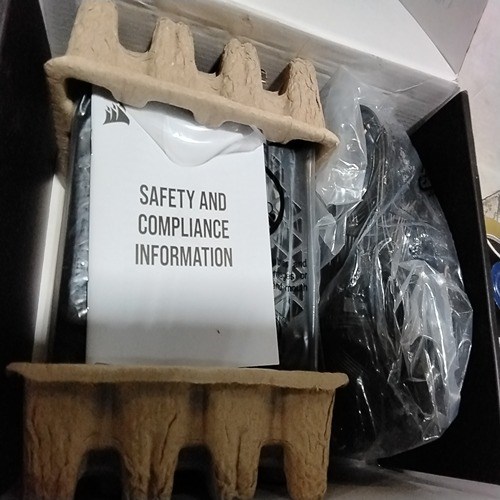 SAFETY AND
COMPLIANCE
INFORMATION